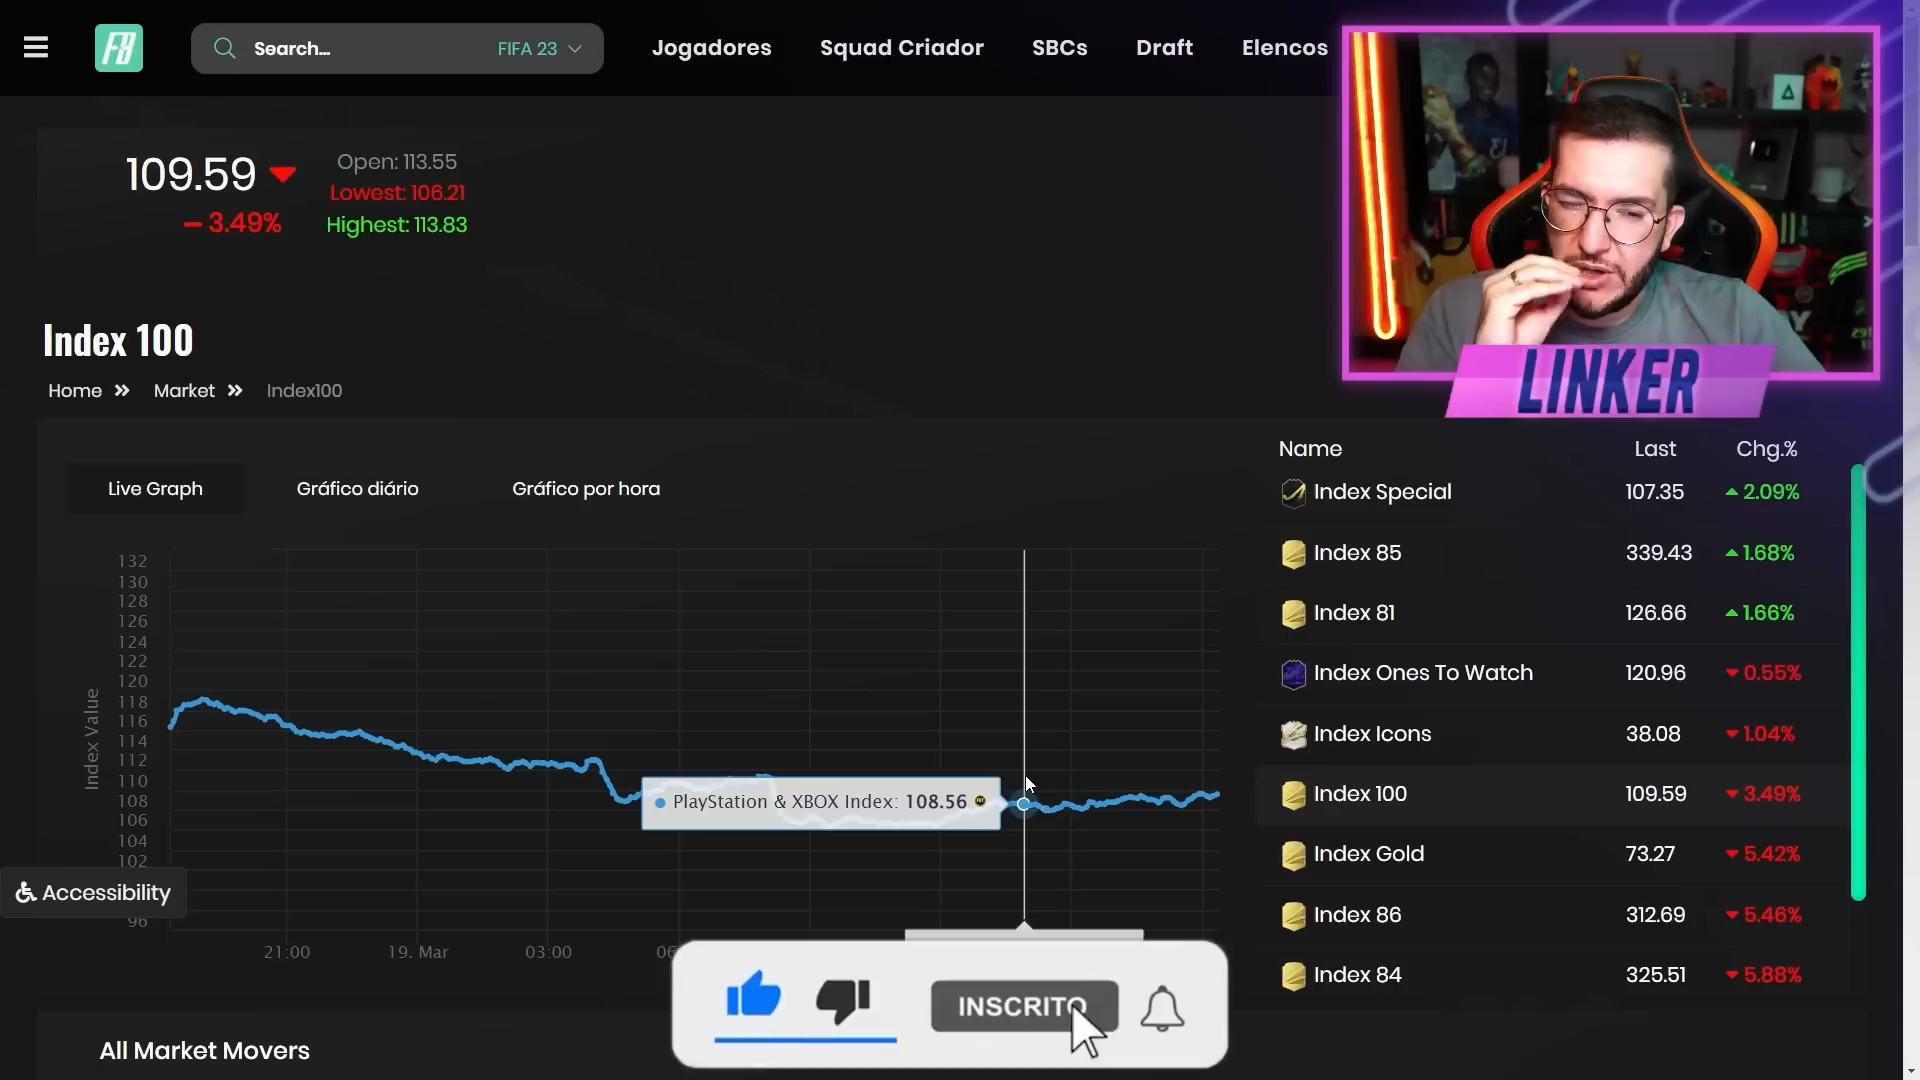 Search...
FIFA 23
Jogadores
Squad Criador
SBCs
Draft
Elencos
109.59
Open: 113.55
Lowest: 106.21
− 3.49%
Highest: 113.83
LINKER
Index 100
Home » Market » Index100
Live Graph
Gráfico diário
Gráfico por hora
Index Value
132
130
128
126
124
122
120
118
116
114
112
110
108
106
104
102
96
PlayStation & XBOX Index: 108.56
21:00
19. Mar
03:00
Accessibility
Name Last Chg.%
Index Special 107.35 2.09%
Index 85 339.43 1.68%
Index 81 126.66 1.66%
Index Ones To Watch 120.96 0.55%
Index Icons 38.08 1.04%
Index 100 109.59 3.49%
Index Gold 73.27 5.42%
Index 86 312.69 5.46%
Index 84 325.51 5.88%
INSCRITO
All Market Movers